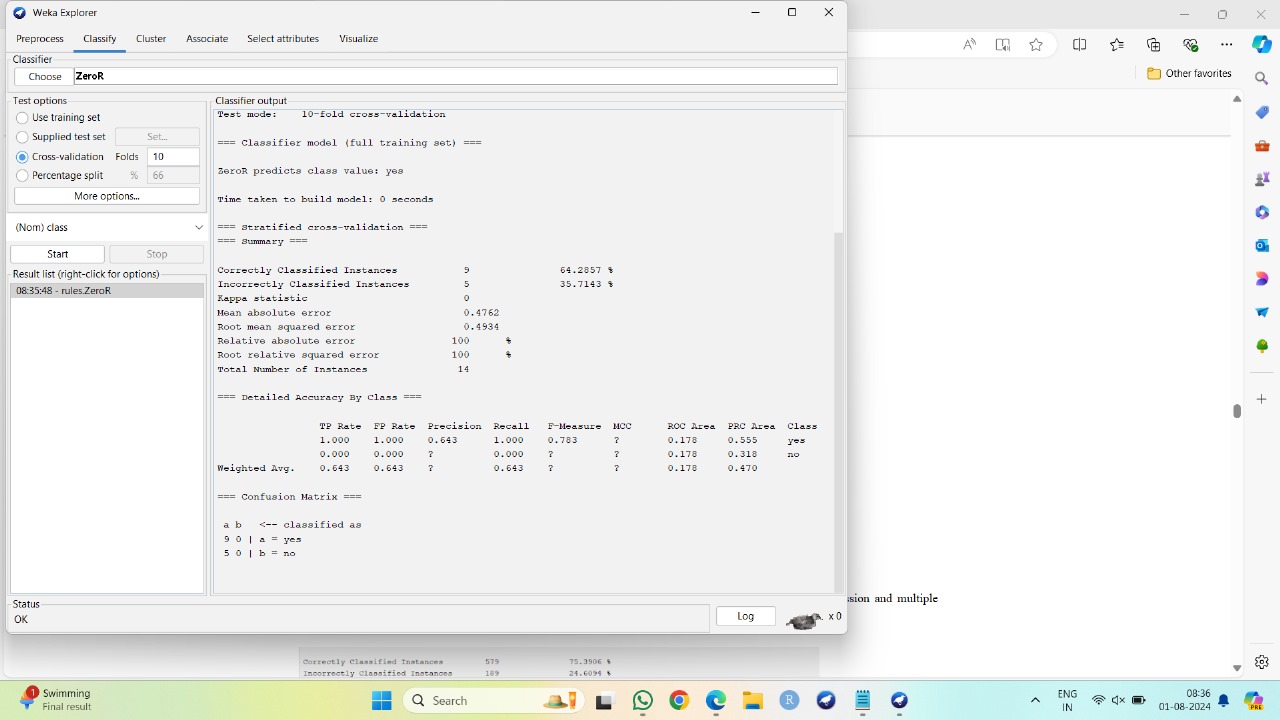 Weka Explorer
Preprocess Classify Cluster Associate Select attributes Visualize
Classifier
Choose ZeroR
Test options
Use training set
Supplied test set Set...
Cross-validation Folds 10
Percentage split % 66
More options...
(Nom) class
Start Stop
Result list (right-click for options)
08:35:48 - rules.ZeroR
Classifier output
Test mode: 10-fold cross-validation
=== Classifier model (full training set) ===
ZeroR predicts class value: yes
Time taken to build model: 0 seconds
=== Stratified cross-validation ===
=== Summary ===
Correctly Classified Instances 9 64.2857 %
Incorrectly Classified Instances 5 35.7143 %
Kappa statistic 0
Mean absolute error 0.4762
Root mean squared error 0.4934
Relative absolute error 100 %
Root relative squared error 100 %
Total Number of Instances 14
=== Detailed Accuracy By Class ===
TP Rate FP Rate Precision Recall F-Measure MCC ROC Area PRC Area Class
1.000 1.000 0.643 1.000 0.783 ? 0.178 0.555 yes
0.000 0.000 ? 0.000 ? ? 0.178 0.318 no
Weighted Avg. 0.643 0.643 ? 0.643 ? ? 0.178 0.470
=== Confusion Matrix ===
a b <-- classified as
9 0 | a = yes
5 0 | b = no
Status
OK
Log x 0
Other favorites
ssion and multiple
Correctly Classified Instances 579 75.3906 %
Incorrectly Classified Instances 189 24.6094 %
1 Swimming
Final result
Search
R
ENG
IN
08:36
01-08-2024
PRE